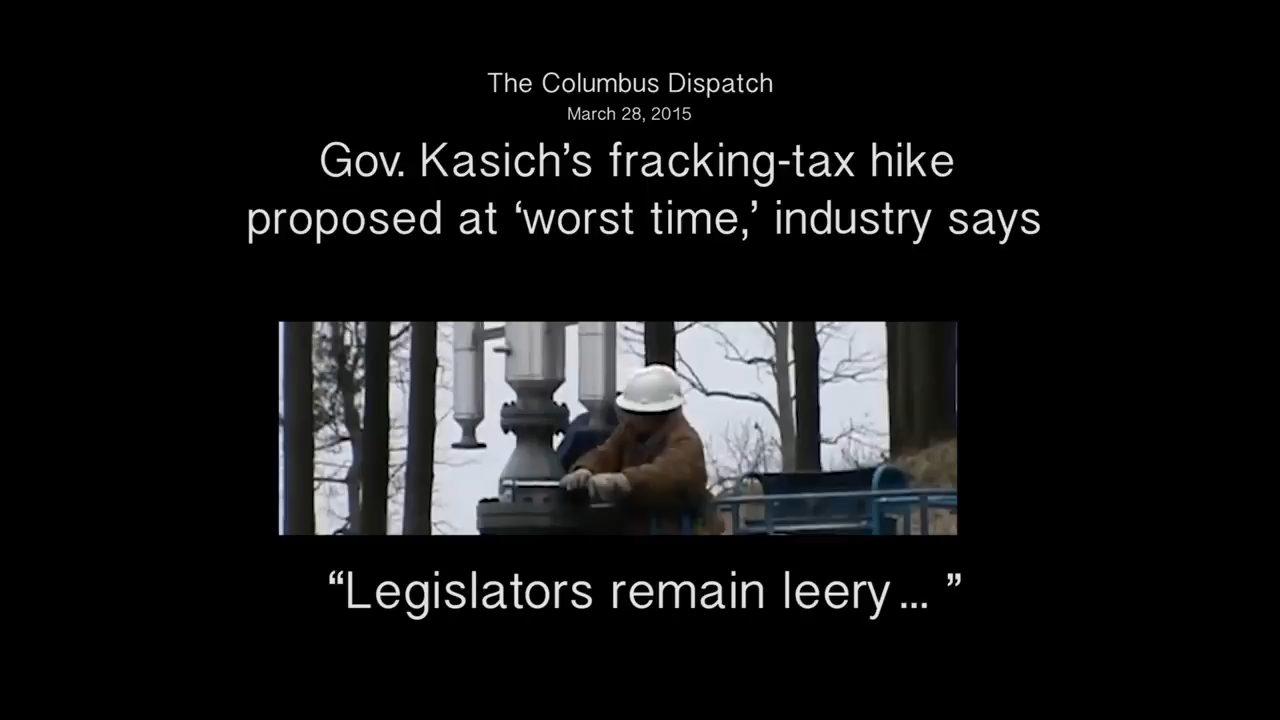 The Columbus Dispatch
March 28, 2015
Gov. Kasich’s fracking-tax hike
proposed at ‘worst time,’ industry says
“Legislators remain leery ... ”